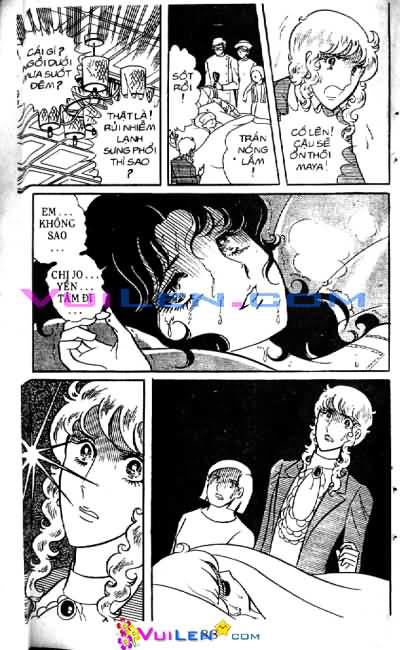 CÁI GÌ?
GỘI DƯỚI
MƯA SUỐT
ĐÊM?
THẬT LÀ!
RỦI NHIỄM
LẠNH
SƯNG PHỔI
THÌ SAO
?
SỐT
RỒI!
TRÁN
NÓNG
LẮM!
CỐ LÊN!
CẬU SẼ
ỔN THÔI
MAYA!
EM...
KHÔNG
SAO
...
CHỊ JO...
YÊN
TÂM ĐI
...
VUILEN.COM
VUILEN.COM